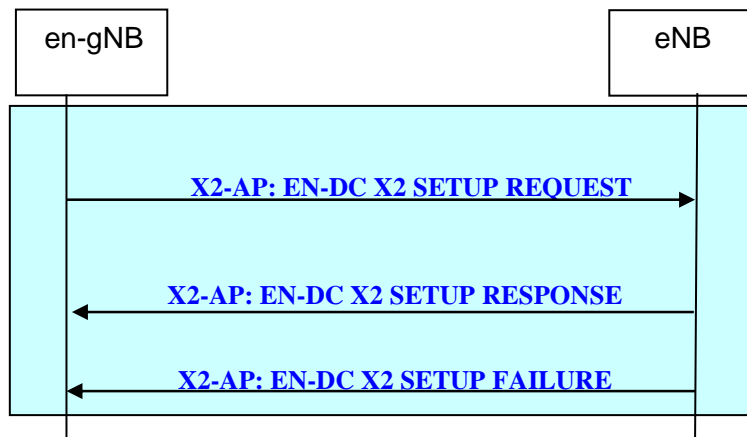 en-gNB
eNB
X2-AP: EN-DC X2 SETUP REQUEST
X2-AP: EN-DC X2 SETUP RESPONSE
X2-AP: EN-DC X2 SETUP FAILURE